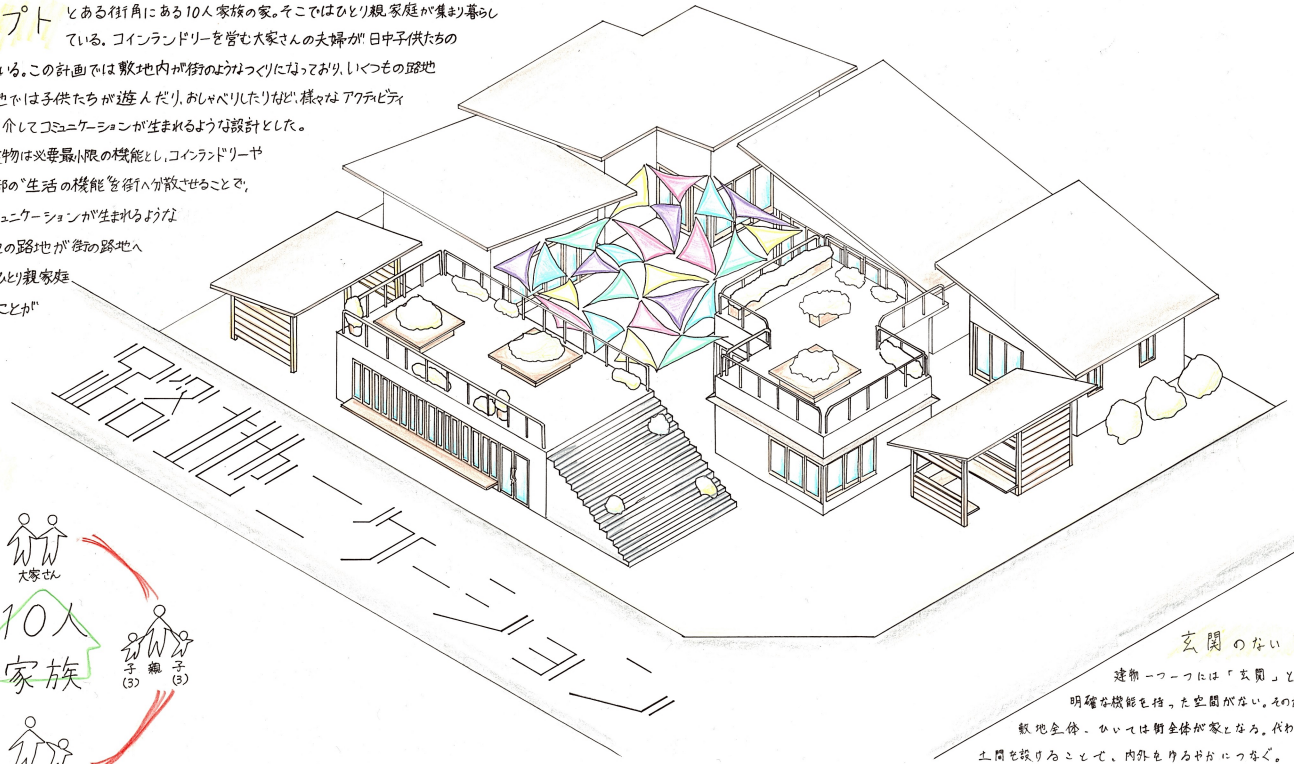 プト
とある街角にある10人家族の家。そこではひとり親家庭が集まり暮らし
ている。コインランドリーを営む大家さんの夫婦が日中子供たちの
いる。この計画では敷地内が街のようなつくりになっており、いくつもの路地
では子供たちが遊んだり、おしゃべりしたりなど、様々なアクティビティ
介してコミュニケーションが生まれるような設計とした。
物は必要最小限の機能とし、コインランドリーや
部の"生活の機能"を街へ分散させることで、
ュニケーションが生まれるような
の路地が街の路地へ
ひとり親家庭
ことが
路地ニケーション
大家さん
10人
家族
子 親 子
(3) (3)
玄関のない
建物一つ一つには「玄関」と
明確な機能を持った空間がない。その
敷地全体、ひいては街全体が家となる。代わ
土間を設けることで、内外をゆるやかにつなぐ。